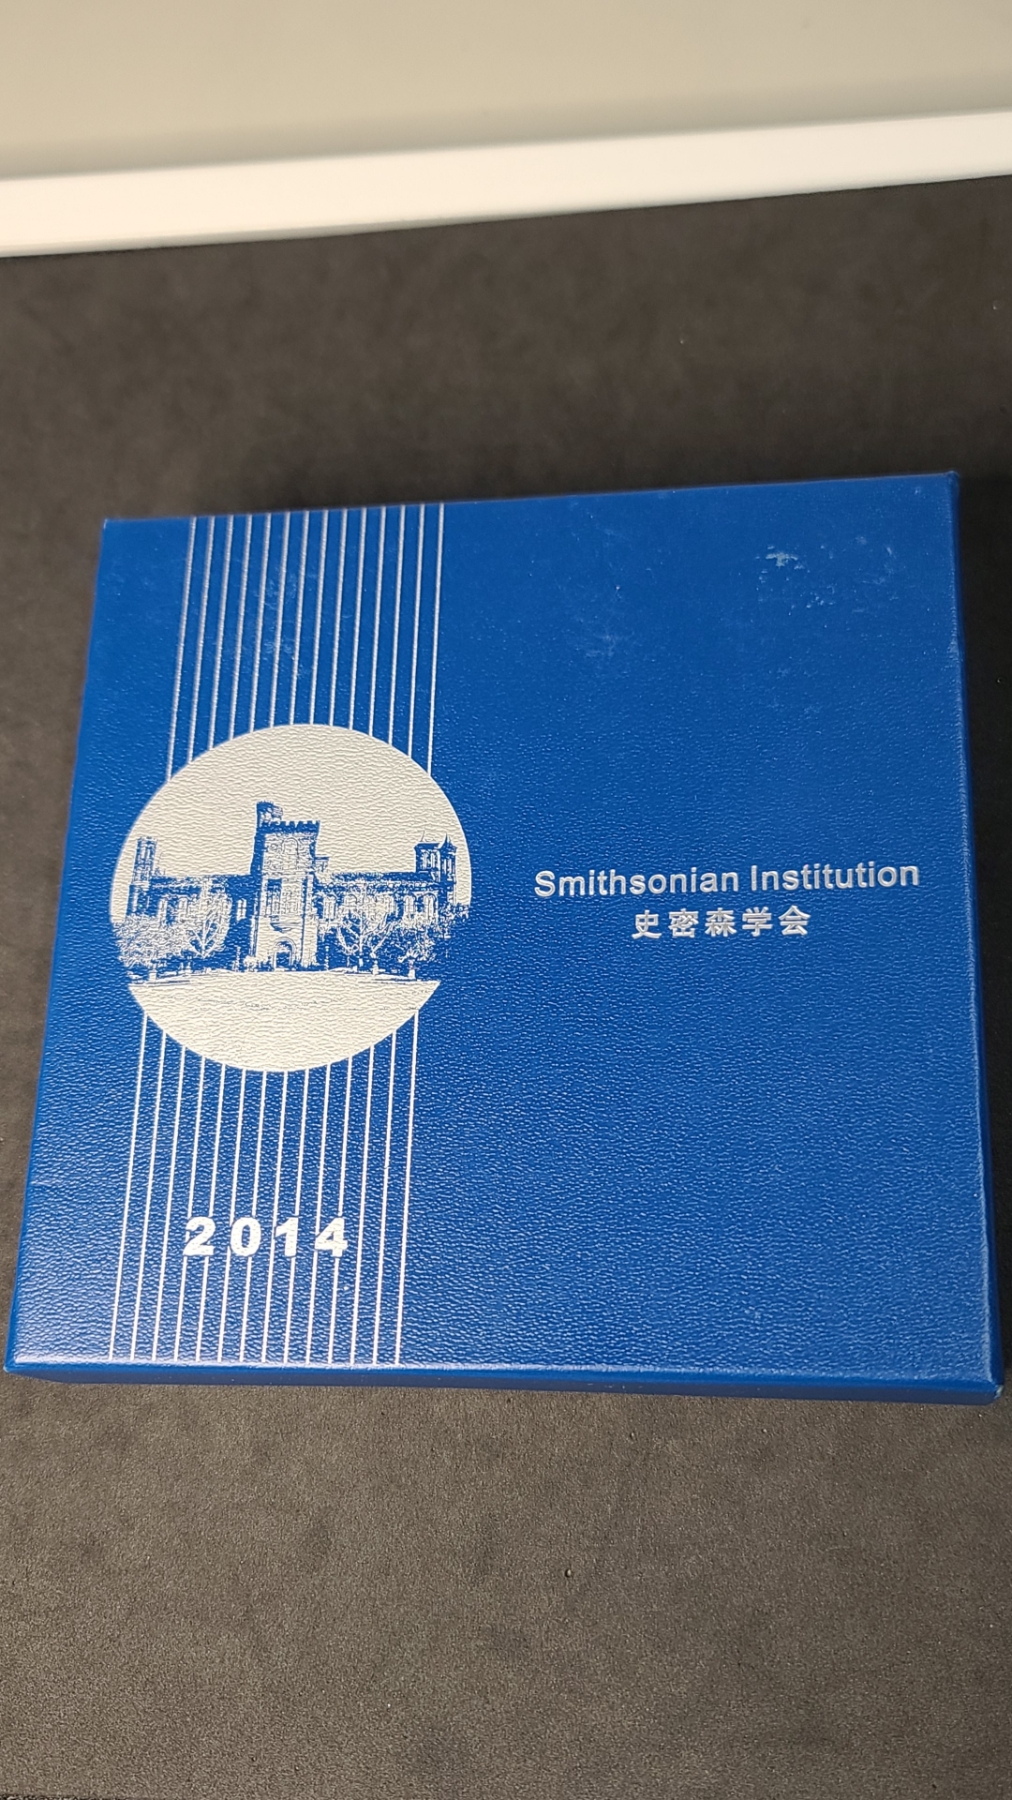 Smithsonian Institution
史密森学会
2014